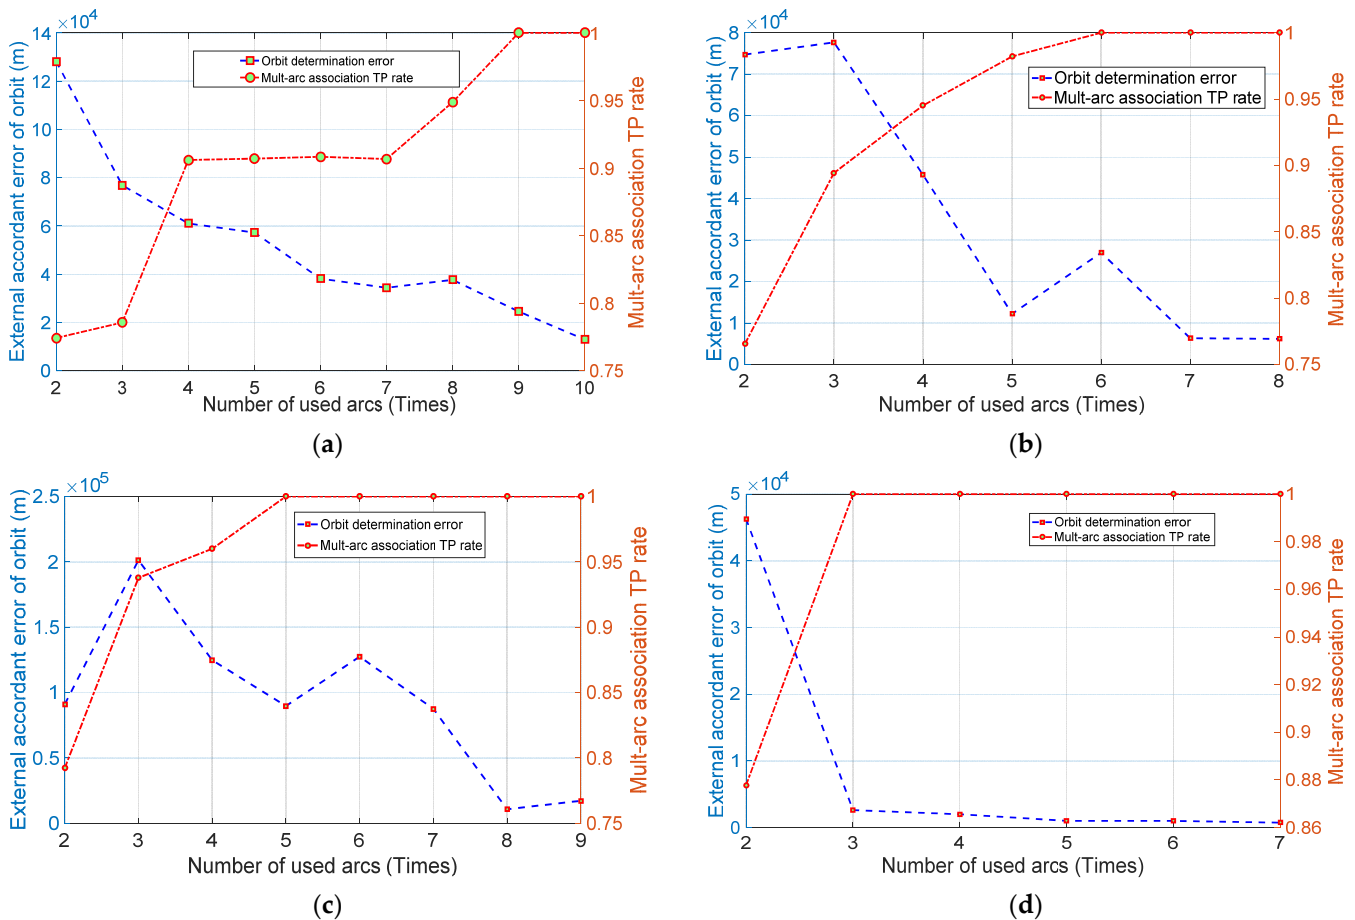 ×10⁴
14
12
10
8
6
4
2
0
External accordant error of orbit (m)
Orbit determination error
Mult-arc association TP rate
1
0.95
0.9
0.85
0.8
0.75
Mult-arc association TP rate
2 3 4 5 6 7 8 9 10
Number of used arcs (Times)
(a)
×10⁴
8
7
6
5
4
3
2
1
0
External accordant error of orbit (m)
Orbit determination error
Mult-arc association TP rate
1
0.95
0.9
0.85
0.8
0.75
Mult-arc association TP rate
2 3 4 5 6 7 8
Number of used arcs (Times)
(b)
×10⁵
2.5
2
1.5
1
0.5
0
External accordant error of orbit (m)
Orbit determination error
Mult-arc association TP rate
1
0.95
0.9
0.85
0.8
0.75
Mult-arc association TP rate
2 3 4 5 6 7 8 9
Number of used arcs (Times)
(c)
×10⁴
5
4
3
2
1
0
External accordant error of orbit (m)
Orbit determination error
Mult-arc association TP rate
1
0.98
0.96
0.94
0.92
0.9
0.88
0.86
Mult-arc association TP rate
2 3 4 5 6 7
Number of used arcs (Times)
(d)